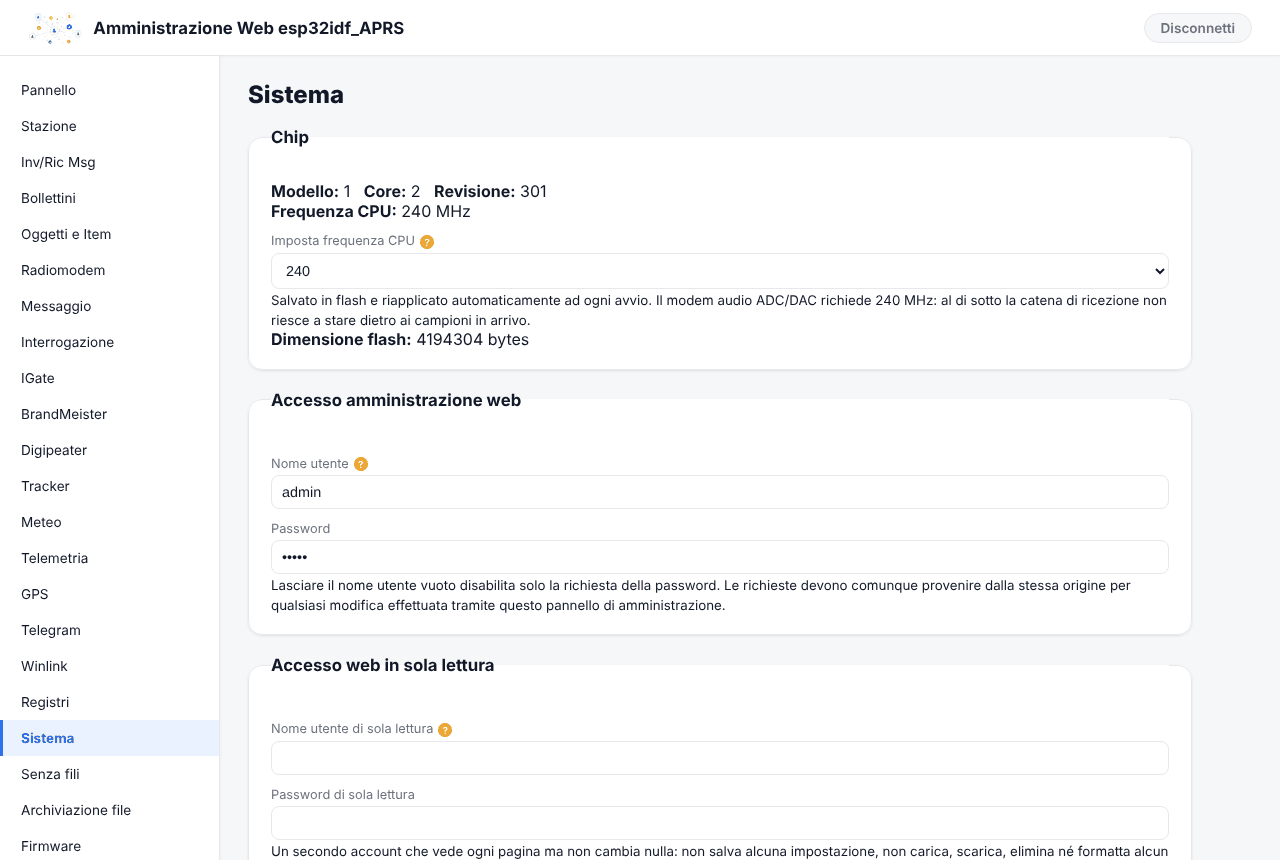 Amministrazione Web esp32idf_APRS
Disconnetti
Pannello
Stazione
Inv/Ric Msg
Bollettini
Oggetti e Item
Radiomodem
Messaggio
Interrogazione
IGate
BrandMeister
Digipeater
Tracker
Meteo
Telemetria
GPS
Telegram
Winlink
Registri
Sistema
Senza fili
Archiviazione file
Firmware
Sistema
Chip
Modello: 1 Core: 2 Revisione: 301
Frequenza CPU: 240 MHz
Imposta frequenza CPU ?
240
Salvato in flash e riapplicato automaticamente ad ogni avvio. Il modem audio ADC/DAC richiede 240 MHz: al di sotto la catena di ricezione non
riesce a stare dietro ai campioni in arrivo.
Dimensione flash: 4194304 bytes
Accesso amministrazione web
Nome utente ?
admin
Password
•••••
Lasciare il nome utente vuoto disabilita solo la richiesta della password. Le richieste devono comunque provenire dalla stessa origine per
qualsiasi modifica effettuata tramite questo pannello di amministrazione.
Accesso web in sola lettura
Nome utente di sola lettura ?
Password di sola lettura
Un secondo account che vede ogni pagina ma non cambia nulla: non salva alcuna impostazione, non carica, scarica, elimina né formatta alcun